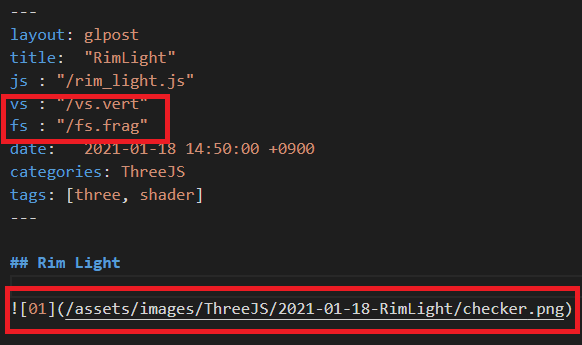 ---
layout: glpost
title:  "RimLight"
js : "/rim_light.js"
vs : "/vs.vert"
fs : "/fs.frag"
date:   2021-01-18 14:50:00 +0900
categories: ThreeJS
tags: [three, shader]
---
## Rim Light
![01](/assets/images/ThreeJS/2021-01-18-RimLight/checker.png)